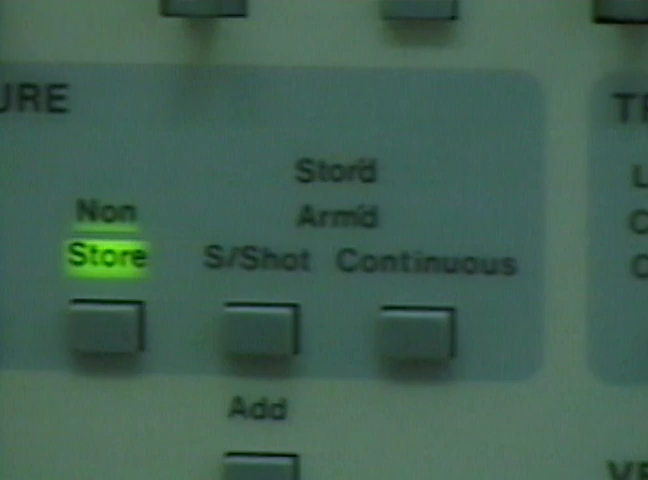 URE
Stor'd
Non
Arm'd
Store
S/Shot
Continuous
Add